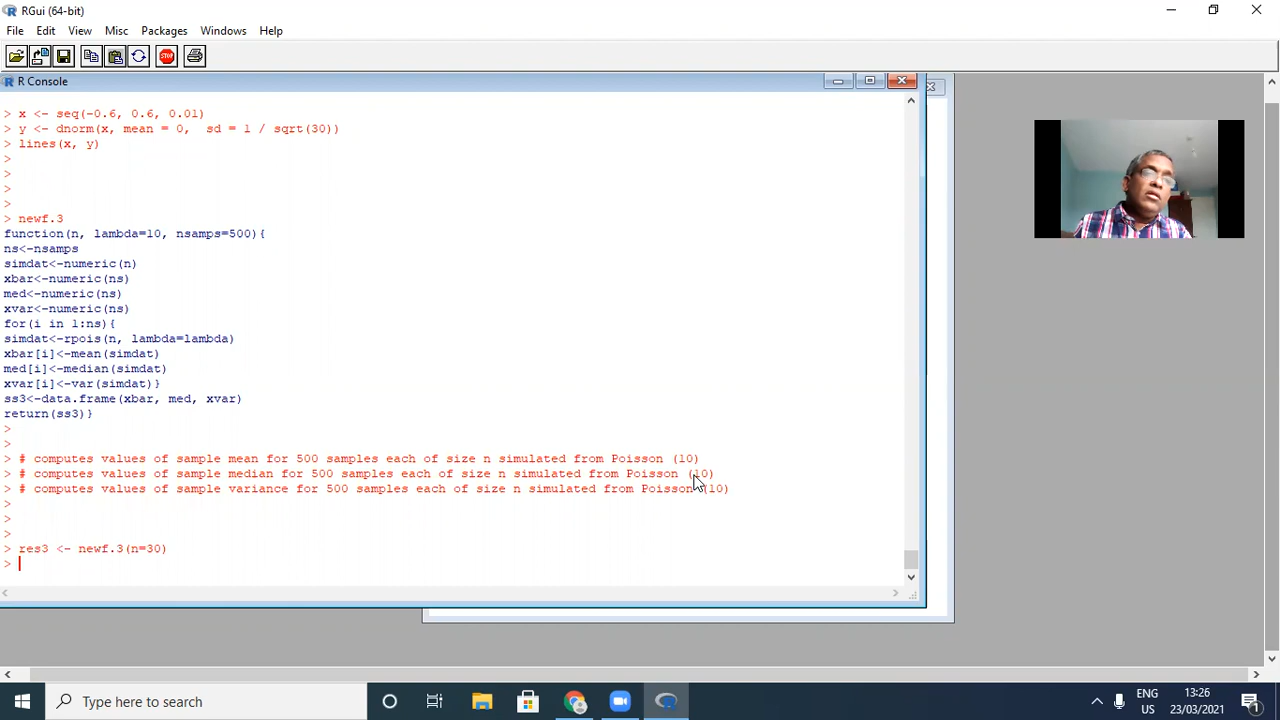 RGui (64-bit)
File Edit View Misc Packages Windows Help
STOP
R Console
> x <- seq(-0.6, 0.6, 0.01)
> y <- dnorm(x, mean = 0,  sd = 1 / sqrt(30))
> lines(x, y)
>
>
>
>
> newf.3
function(n, lambda=10, nsamps=500){
ns<-nsamps
simdat<-numeric(n)
xbar<-numeric(ns)
med<-numeric(ns)
xvar<-numeric(ns)
for(i in 1:ns){
simdat<-rpois(n, lambda=lambda)
xbar[i]<-mean(simdat)
med[i]<-median(simdat)
xvar[i]<-var(simdat)}
ss3<-data.frame(xbar, med, xvar)
return(ss3)}
>
>
> # computes values of sample mean for 500 samples each of size n simulated from Poisson (10)
> # computes values of sample median for 500 samples each of size n simulated from Poisson (10)
> # computes values of sample variance for 500 samples each of size n simulated from Poisson (10)
>
>
>
> res3 <- newf.3(n=30)
>
Type here to search
ENG
US
13:26
23/03/2021
1